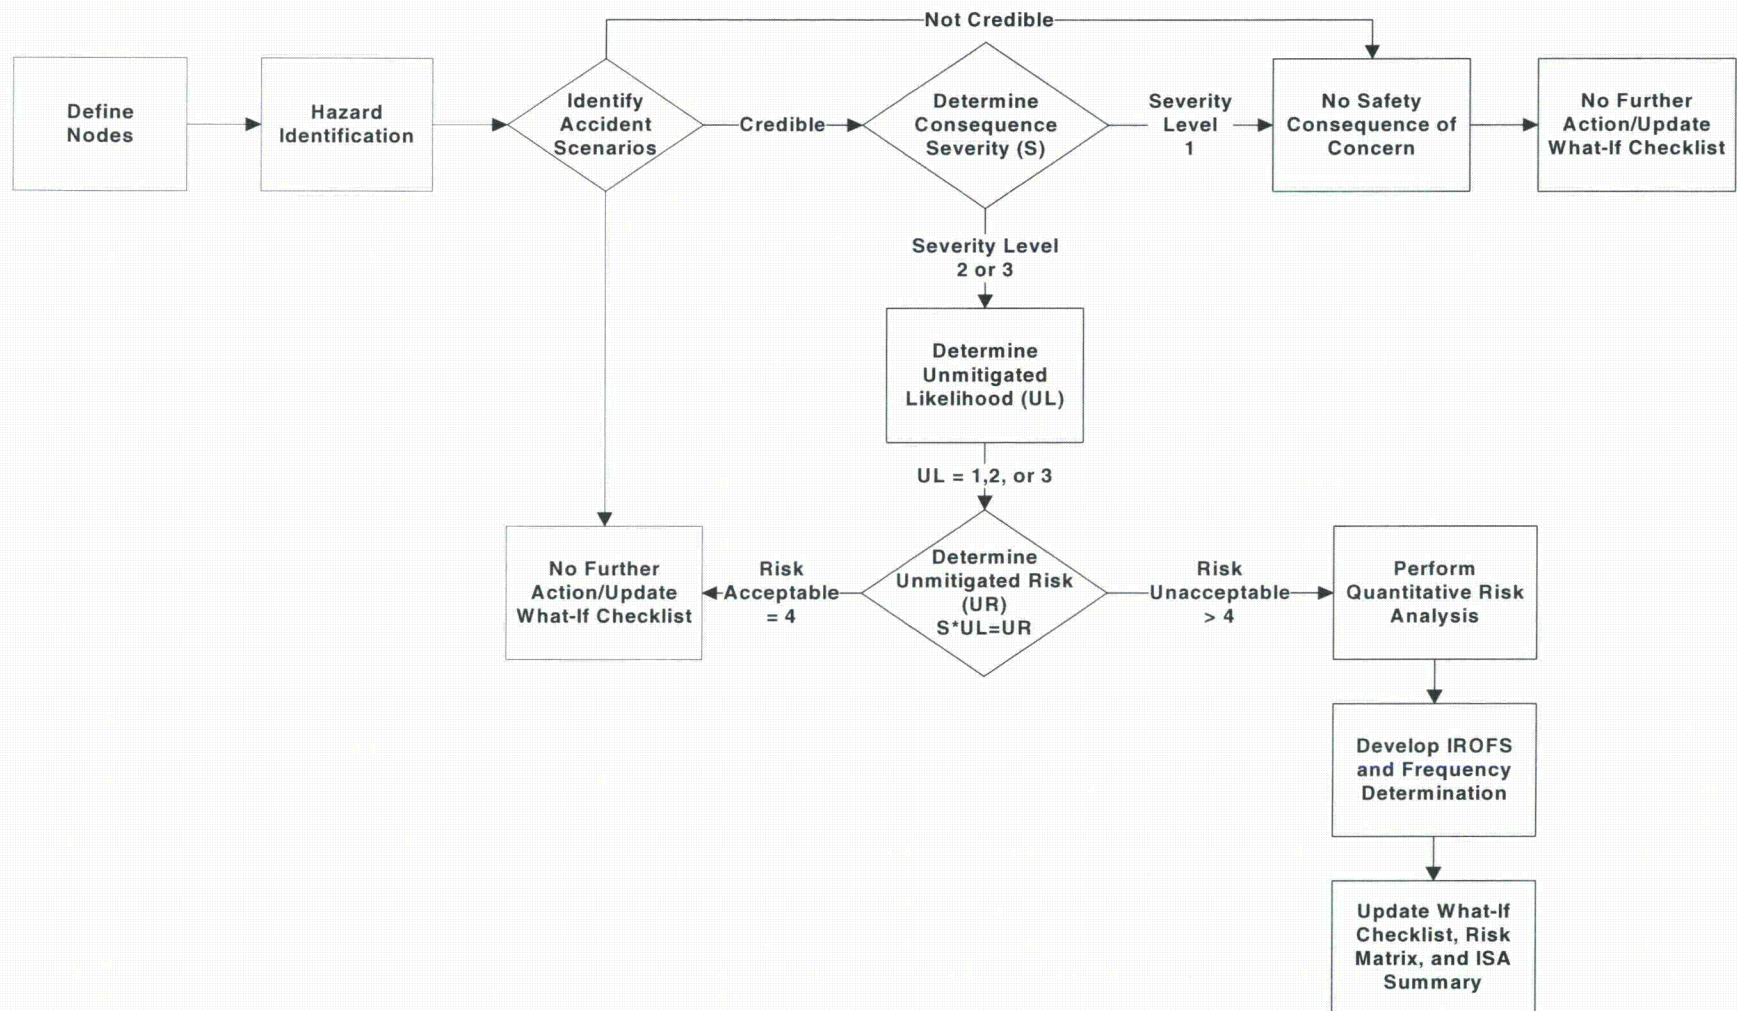 Not Credible
Define
Nodes
Hazard
Identification
Identify
Accident
Scenarios
Credible
Determine
Consequence
Severity (S)
Severity
Level
1
No Safety
Consequence of
Concern
No Further
Action/Update
What-If Checklist
Severity Level
2 or 3
Determine
Unmitigated
Likelihood (UL)
UL = 1,2, or 3
No Further
Action/Update
What-If Checklist
Risk
Acceptable
= 4
Determine
Unmitigated Risk
(UR)
S*UL=UR
Risk
Unacceptable
> 4
Perform
Quantitative Risk
Analysis
Develop IROFS
and Frequency
Determination
Update What-If
Checklist, Risk
Matrix, and ISA
Summary